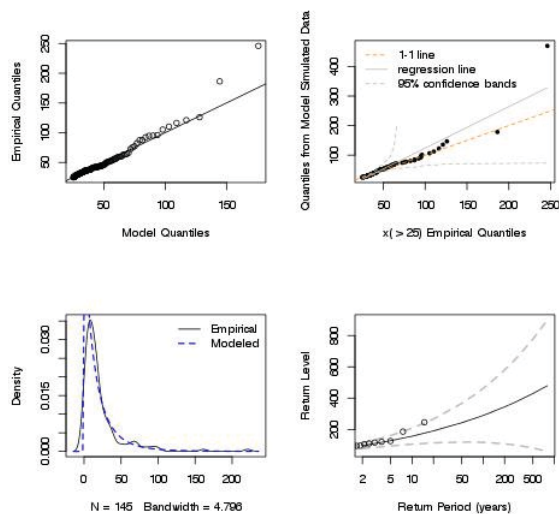 Empirical Quantiles
50 100 150 200 250
50 100 150
Model Quantiles
Quantiles from Model Simulated Data
100 200 300 400
1-1 line
regression line
95% confidence bands
50 100 150 200 250
x( > 25) Empirical Quantiles
Density
0.000 0.015 0.030
Empirical
Modeled
0 50 100 150 200
N = 145 Bandwidth = 4.796
Return Level
200 400 600 800
2 5 10 50 100 200 500
Return Period (years)